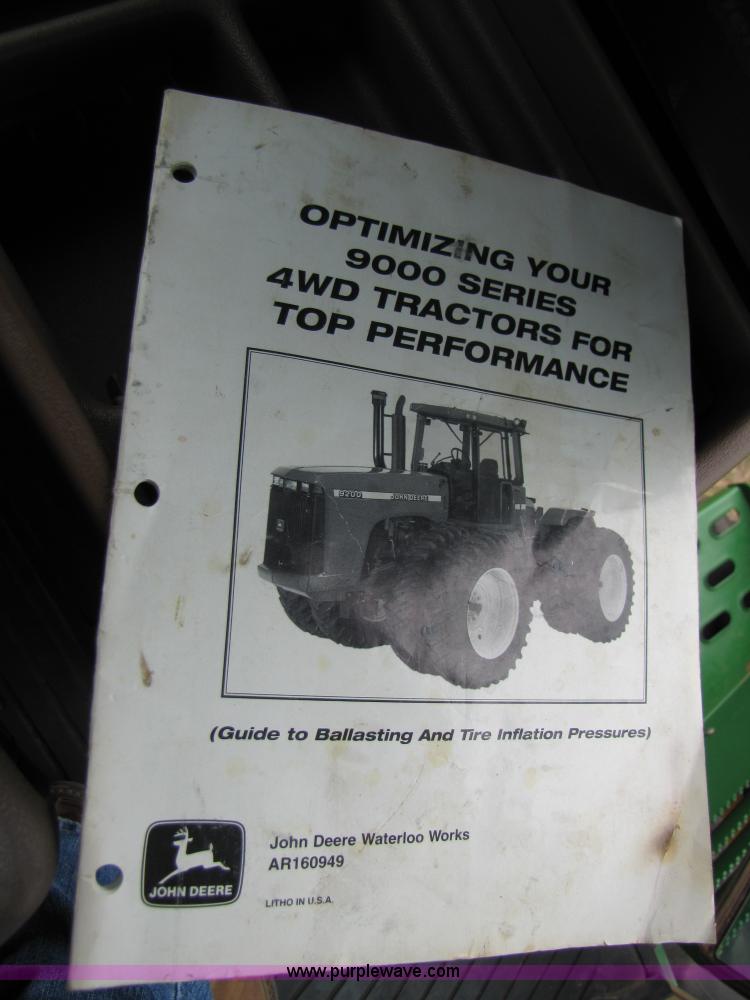 OPTIMIZING YOUR
9000 SERIES
4WD TRACTORS FOR
TOP PERFORMANCE
9200 JOHN DEERE
(Guide to Ballasting And Tire Inflation Pressures)
John Deere Waterloo Works
AR160949
JOHN DEERE
LITHO IN U.S.A.
www.purplewave.com